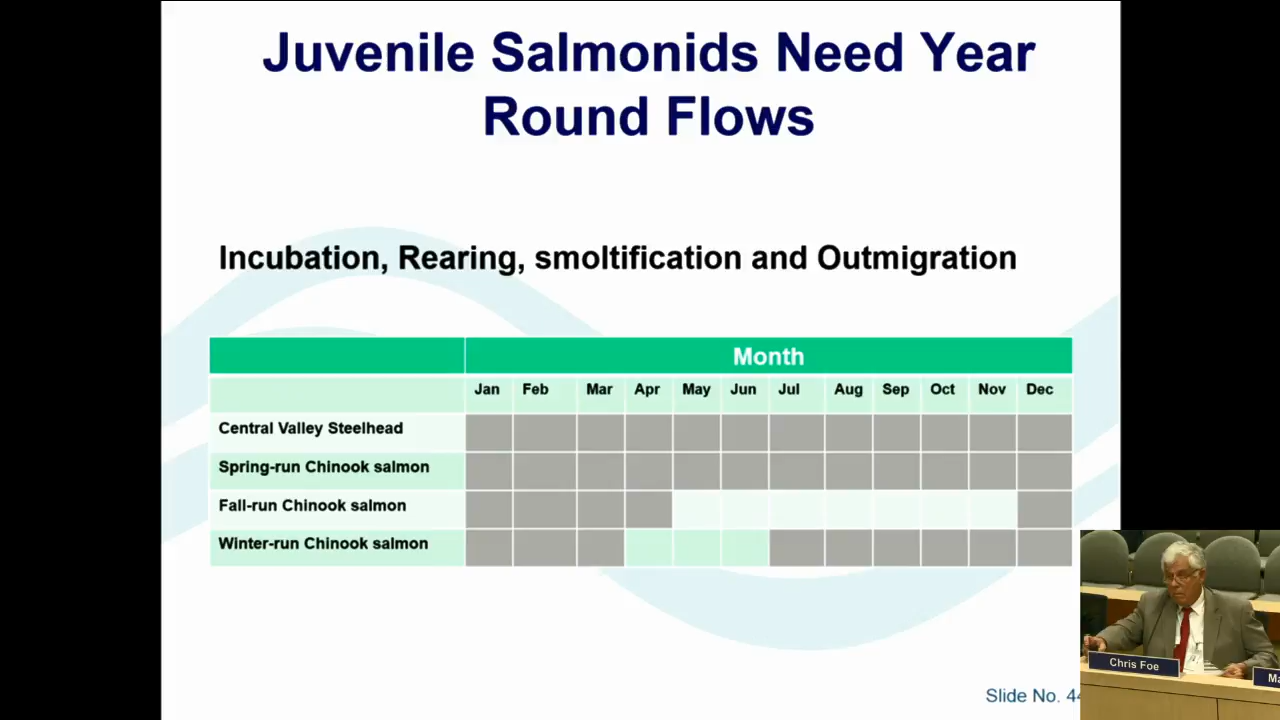 Juvenile Salmonids Need Year
Round Flows
Incubation, Rearing, smoltification and Outmigration
Month
Jan Feb Mar Apr May Jun Jul Aug Sep Oct Nov Dec
Central Valley Steelhead
Spring-run Chinook salmon
Fall-run Chinook salmon
Winter-run Chinook salmon
Chris Foe
Slide No.